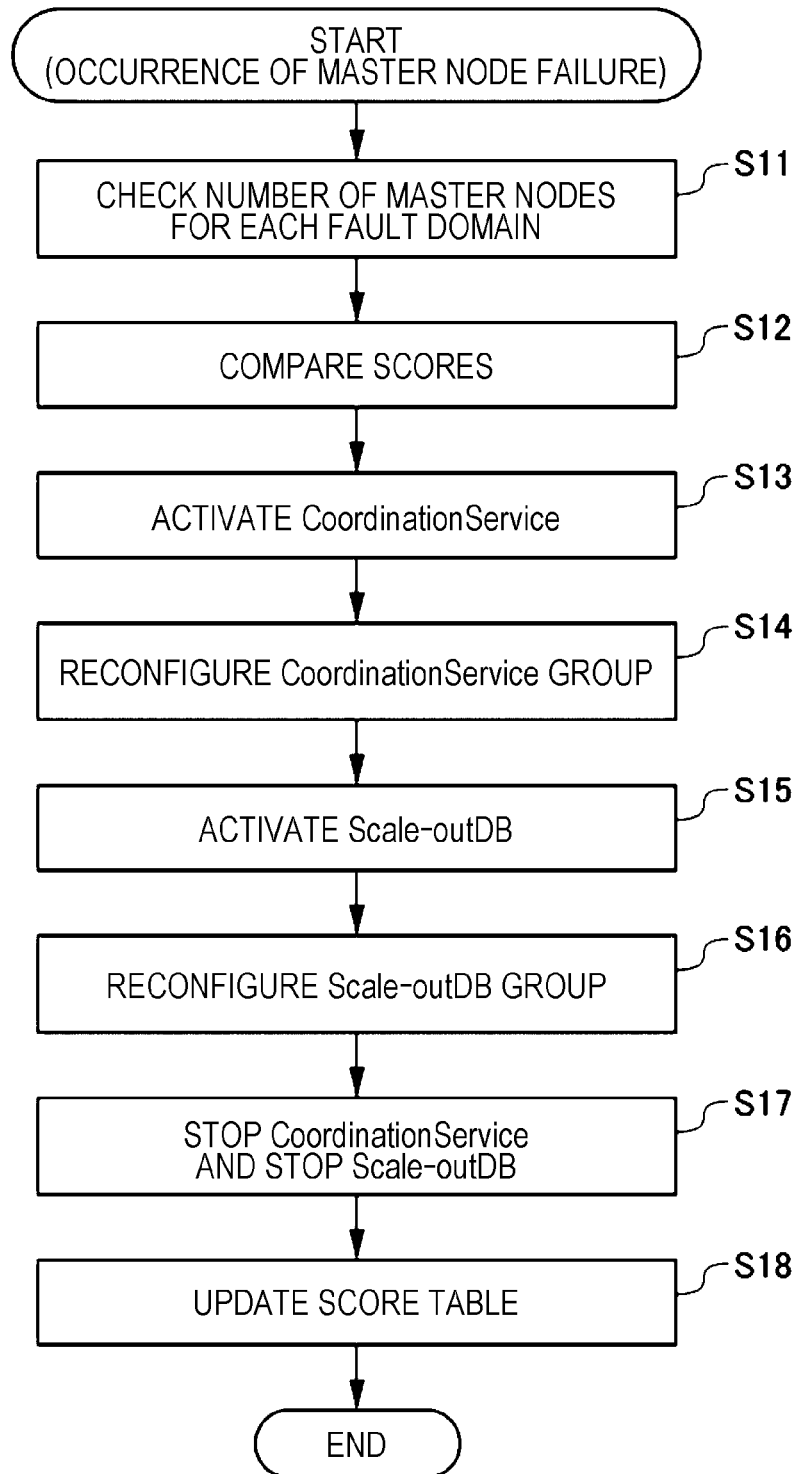 START
(OCCURRENCE OF MASTER NODE FAILURE)
S11
CHECK NUMBER OF MASTER NODES
FOR EACH FAULT DOMAIN
S12
COMPARE SCORES
S13
ACTIVATE CoordinationService
S14
RECONFIGURE CoordinationService GROUP
S15
ACTIVATE Scale-outDB
S16
RECONFIGURE Scale-outDB GROUP
S17
STOP CoordinationService
AND STOP Scale-outDB
S18
UPDATE SCORE TABLE
END